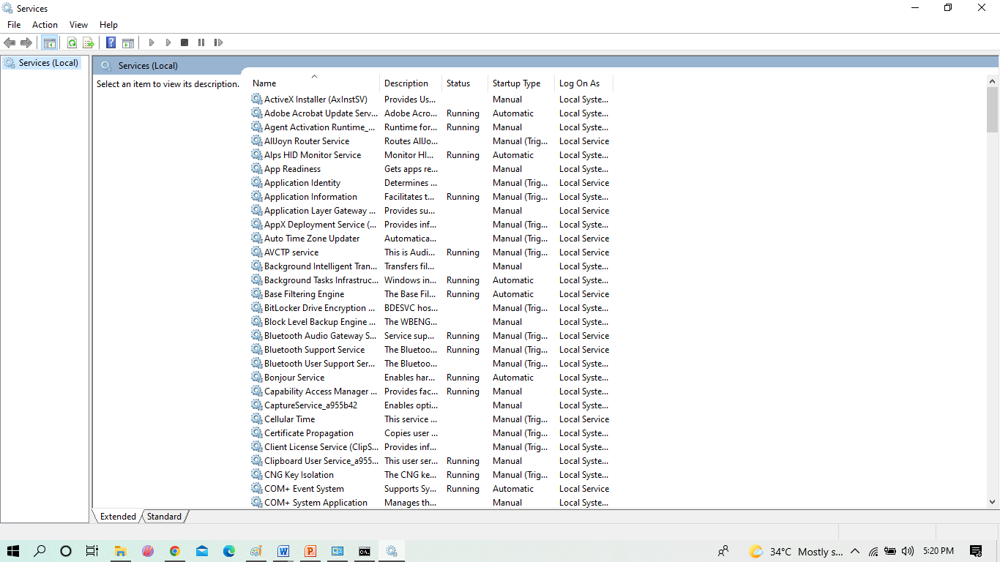 Services
File Action View Help
Services (Local)
Services (Local)
Select an item to view its description.
Name Description Status Startup Type Log On As
ActiveX Installer (AxInstSV) Provides Us... Manual Local Syste...
Adobe Acrobat Update Serv... Adobe Acro... Running Automatic Local Syste...
Agent Activation Runtime_... Runtime for... Running Manual Local Syste...
AllJoyn Router Service Routes AllJo... Manual (Trig... Local Service
Alps HID Monitor Service Monitor HI... Running Automatic Local Syste...
App Readiness Gets apps re... Manual Local Syste...
Application Identity Determines ... Manual (Trig... Local Service
Application Information Facilitates t... Running Manual (Trig... Local Syste...
Application Layer Gateway ... Provides su... Manual Local Service
AppX Deployment Service (... Provides inf... Manual (Trig... Local Syste...
Auto Time Zone Updater Automatica... Manual (Trig... Local Service
AVCTP service This is Audi... Running Manual (Trig... Local Service
Background Intelligent Tran... Transfers fil... Manual Local Syste...
Background Tasks Infrastruc... Windows in... Running Automatic Local Syste...
Base Filtering Engine The Base Fil... Running Automatic Local Service
BitLocker Drive Encryption ... BDESVC hos... Manual (Trig... Local Syste...
Block Level Backup Engine ... The WBENG... Manual Local Syste...
Bluetooth Audio Gateway S... Service sup... Running Manual (Trig... Local Service
Bluetooth Support Service The Bluetoo... Running Manual (Trig... Local Service
Bluetooth User Support Ser... The Bluetoo... Manual (Trig... Local Syste...
Bonjour Service Enables har... Running Automatic Local Syste...
Capability Access Manager ... Provides fac... Running Manual Local Syste...
CaptureService_a955b42 Enables opti... Manual Local Syste...
Cellular Time This service ... Manual (Trig... Local Service
Certificate Propagation Copies user ... Manual (Trig... Local Syste...
Client License Service (ClipS... Provides inf... Manual (Trig... Local Syste...
Clipboard User Service_a955... This user ser... Running Manual Local Syste...
CNG Key Isolation The CNG ke... Running Manual (Trig... Local Syste...
COM+ Event System Supports Sy... Running Automatic Local Service
COM+ System Application Manages th... Manual Local Syste...
Extended Standard
34°C Mostly s... 5:20 PM